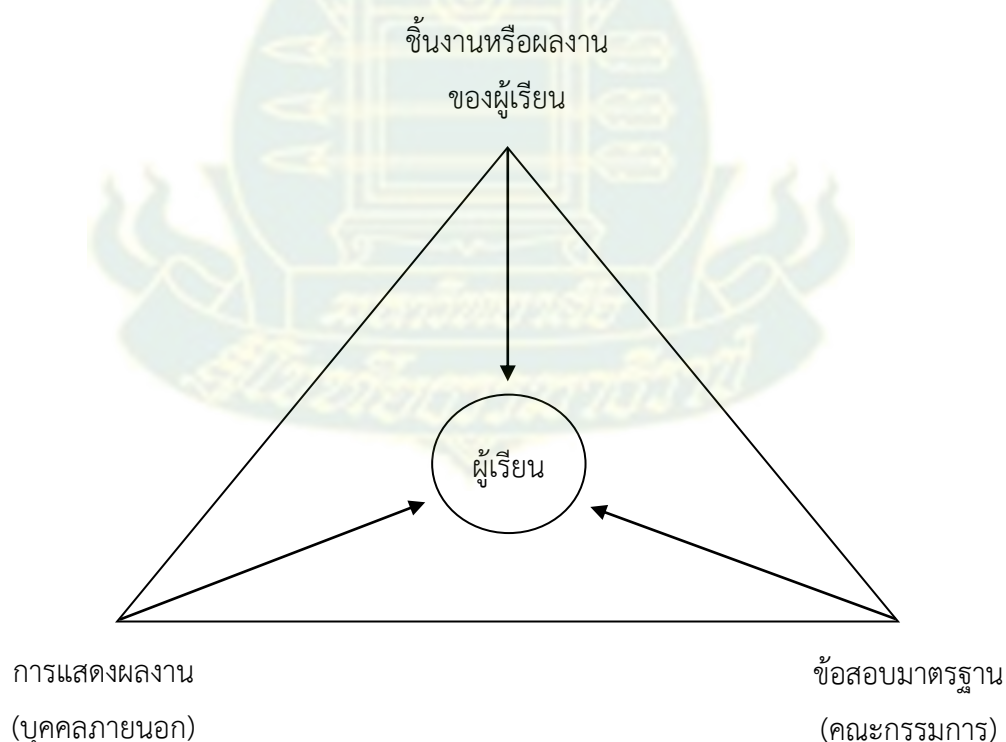 ชิ้นงานหรือผลงาน
ของผู้เรียน
ผู้เรียน
การแสดงผลงาน
(บุคคลภายนอก)
ข้อสอบมาตรฐาน
(คณะกรรมการ)